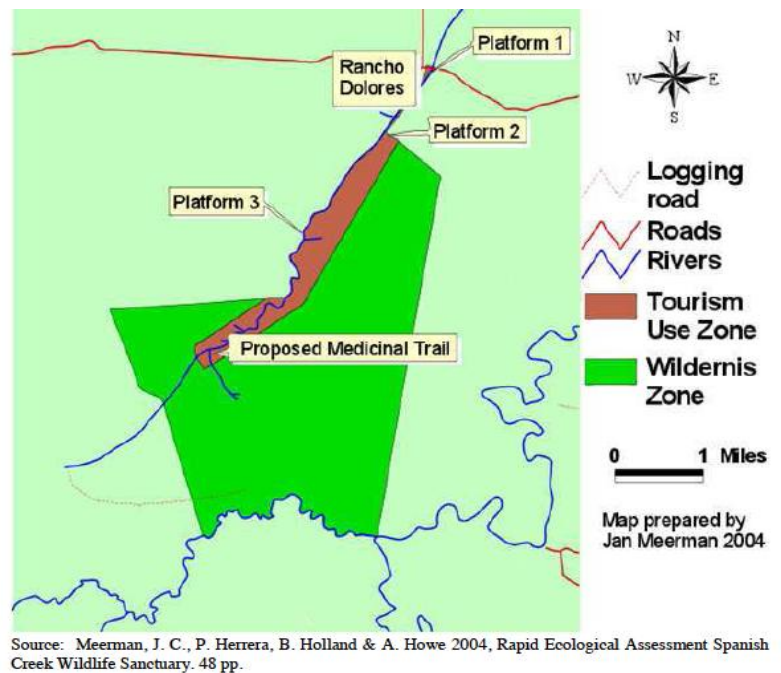 Platform 1
Rancho
Dolores
Platform 2
Platform 3
Proposed Medicinal Trail
N
W E
S
Logging
road
Roads
Rivers
Tourism
Use Zone
Wildernis
Zone
0 1 Miles
Map prepared by
Jan Meerman 2004
Source: Meerman, J. C., P. Herrera, B. Holland & A. Howe 2004, Rapid Ecological Assessment Spanish
Creek Wildlife Sanctuary. 48 pp.